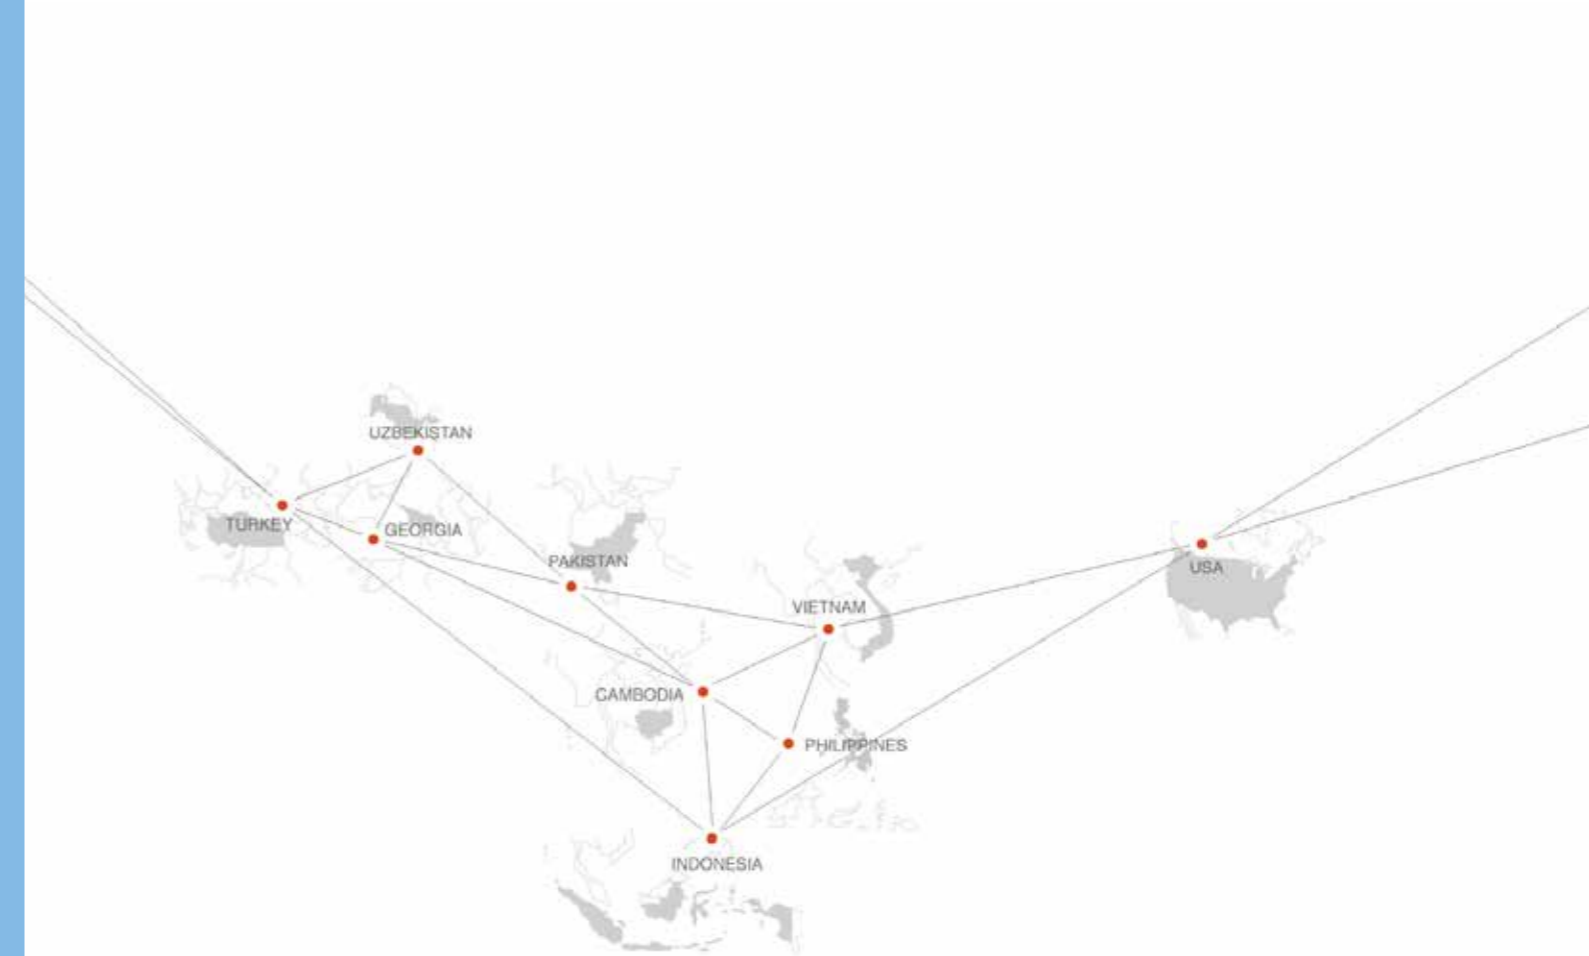 UZBEKISTAN
TURKEY
GEORGIA
PAKISTAN
USA
VIETNAM
CAMBODIA
PHILIPPINES
INDONESIA